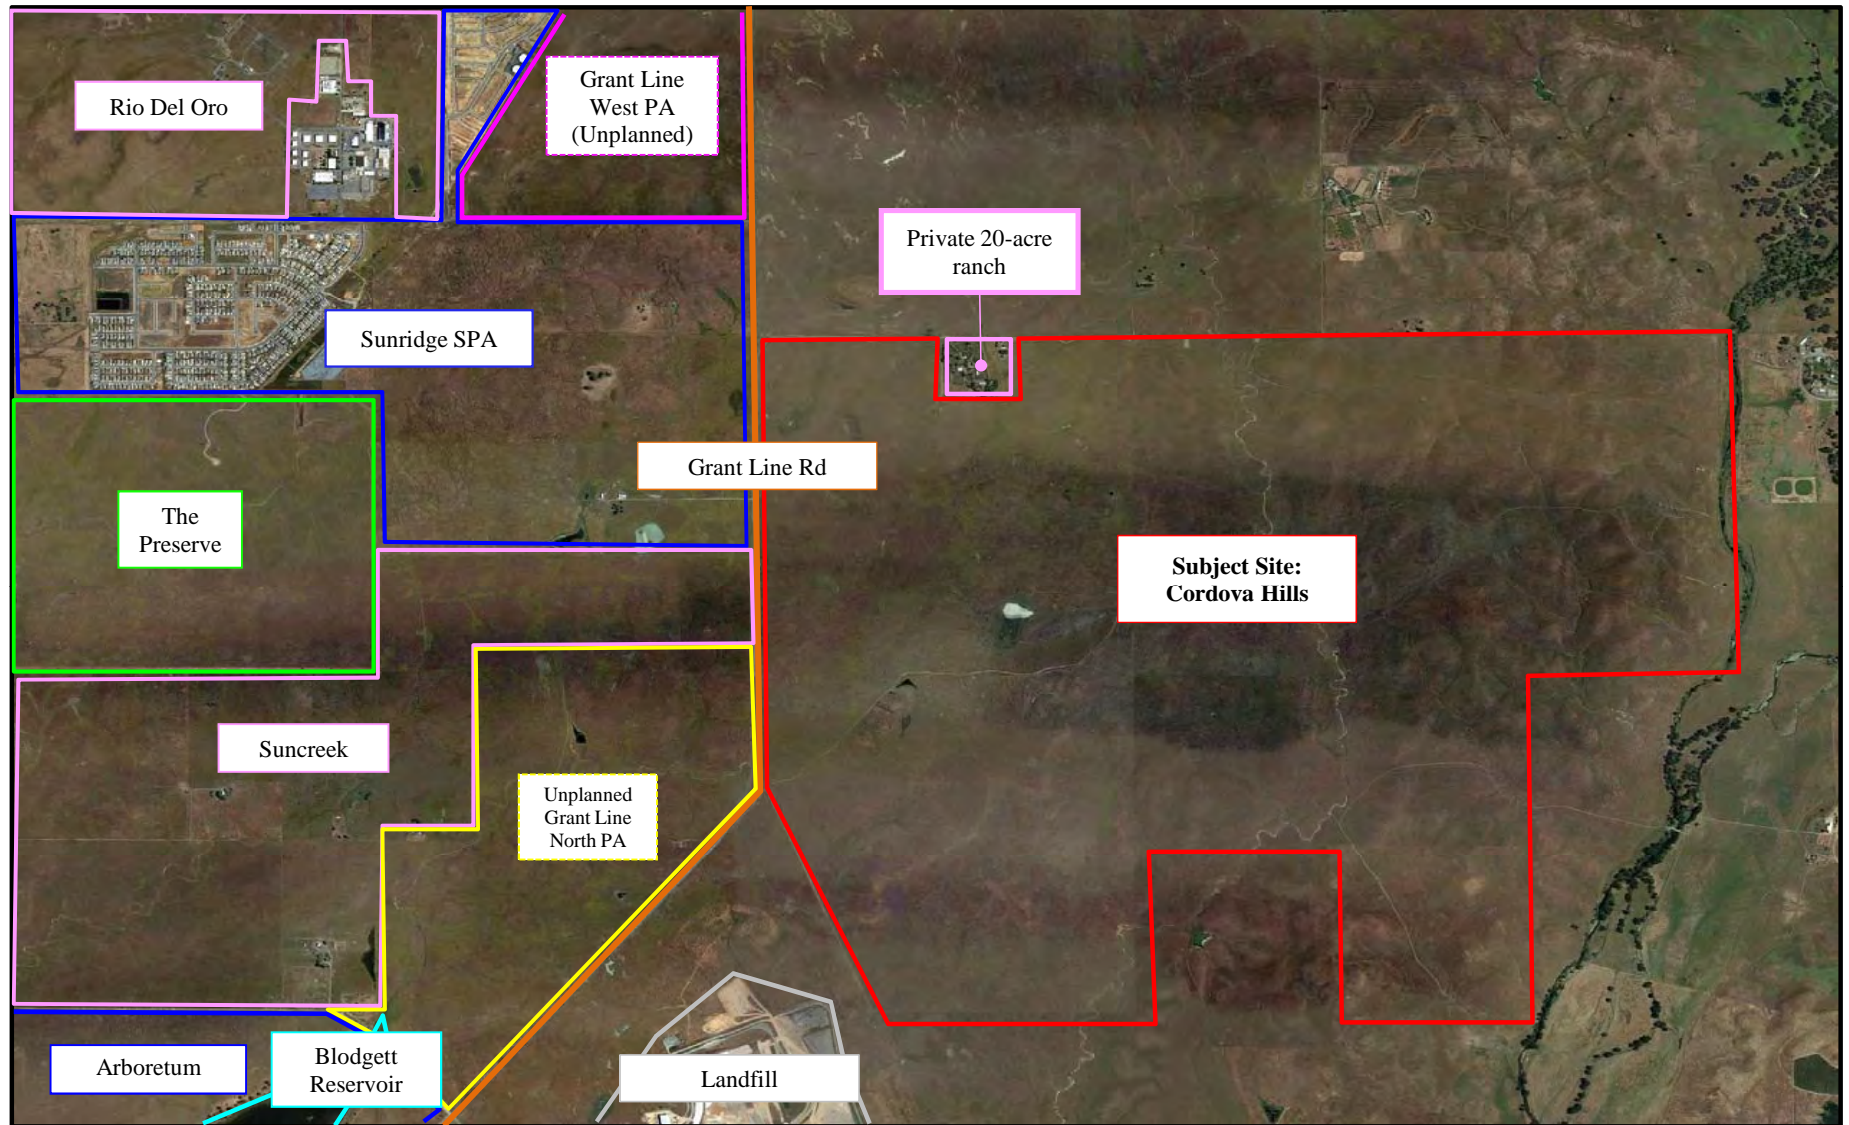 Rio Del Oro
Grant Line
West PA
(Unplanned)
Private 20-acre
ranch
Sunridge SPA
Grant Line Rd
The
Preserve
Subject Site:
Cordova Hills
Suncreek
Unplanned
Grant Line
North PA
Arboretum
Blodgett
Reservoir
Landfill